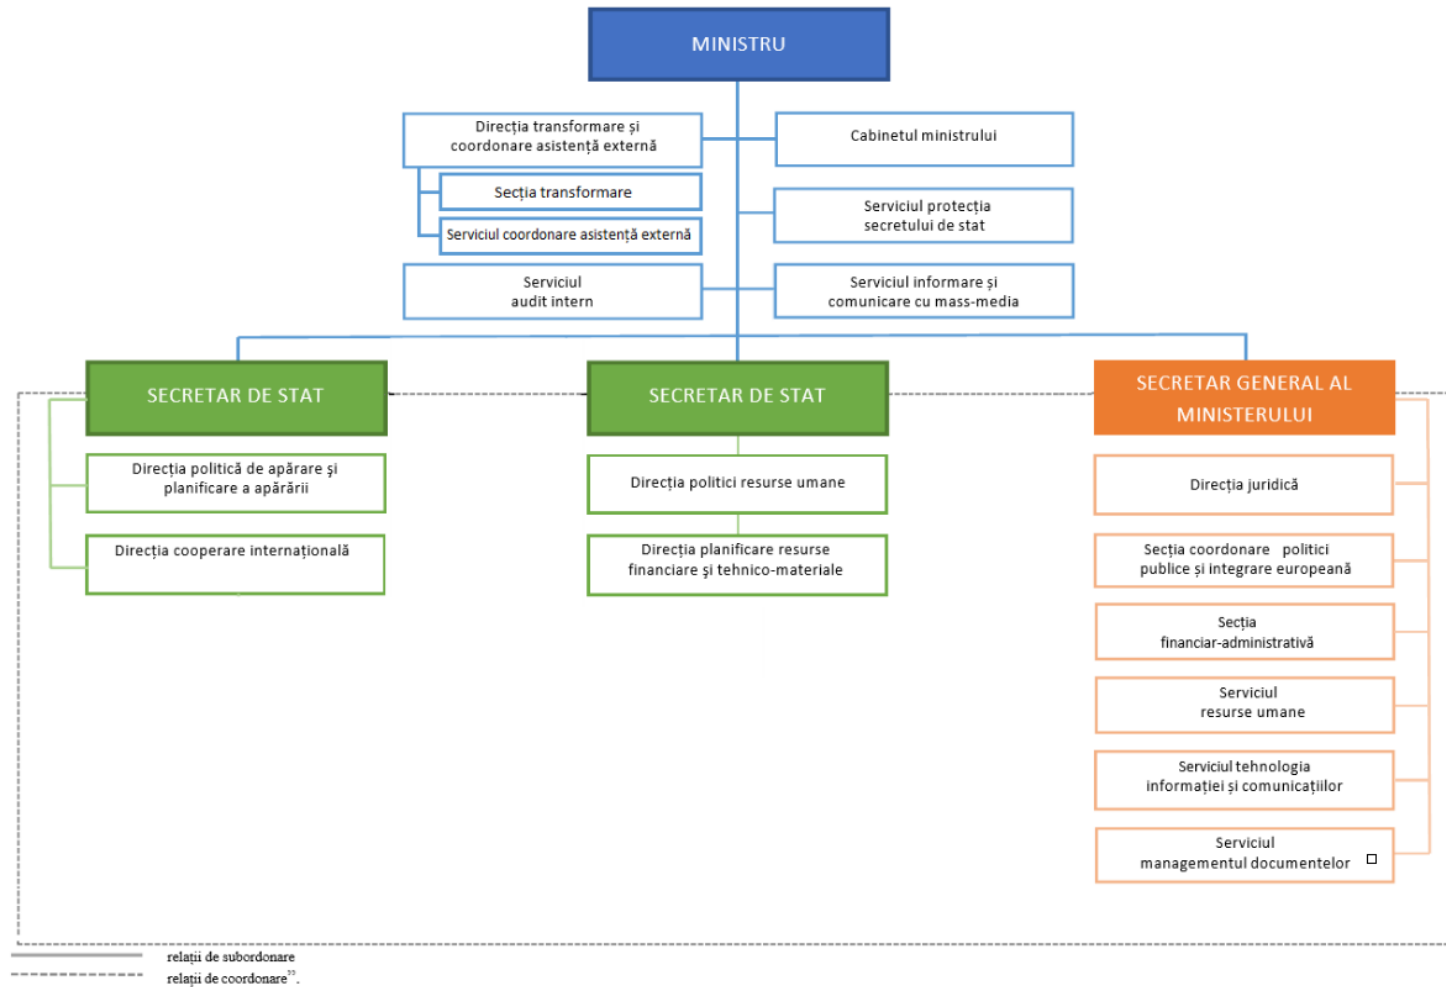 MINISTRU
Direcția transformare și
coordonare asistență externă
Cabinetul ministrului
Secția transformare
Serviciul coordonare asistență externă
Serviciul protecția
secretului de stat
Serviciul
audit intern
Serviciul informare și
comunicare cu mass-media
SECRETAR DE STAT
Direcția politică de apărare şi
planificare a apărării
Direcția cooperare internațională
SECRETAR DE STAT
Direcția politici resurse umane
Direcția planificare resurse
financiare şi tehnico-materiale
SECRETAR GENERAL AL
MINISTERULUI
Direcția juridică
Secția coordonare politici
publice și integrare europeană
Secția
financiar-administrativă
Serviciul
resurse umane
Serviciul tehnologia
informației și comunicațiilor
Serviciul
managementul documentelor
relații de subordonare
relații de coordonare”.